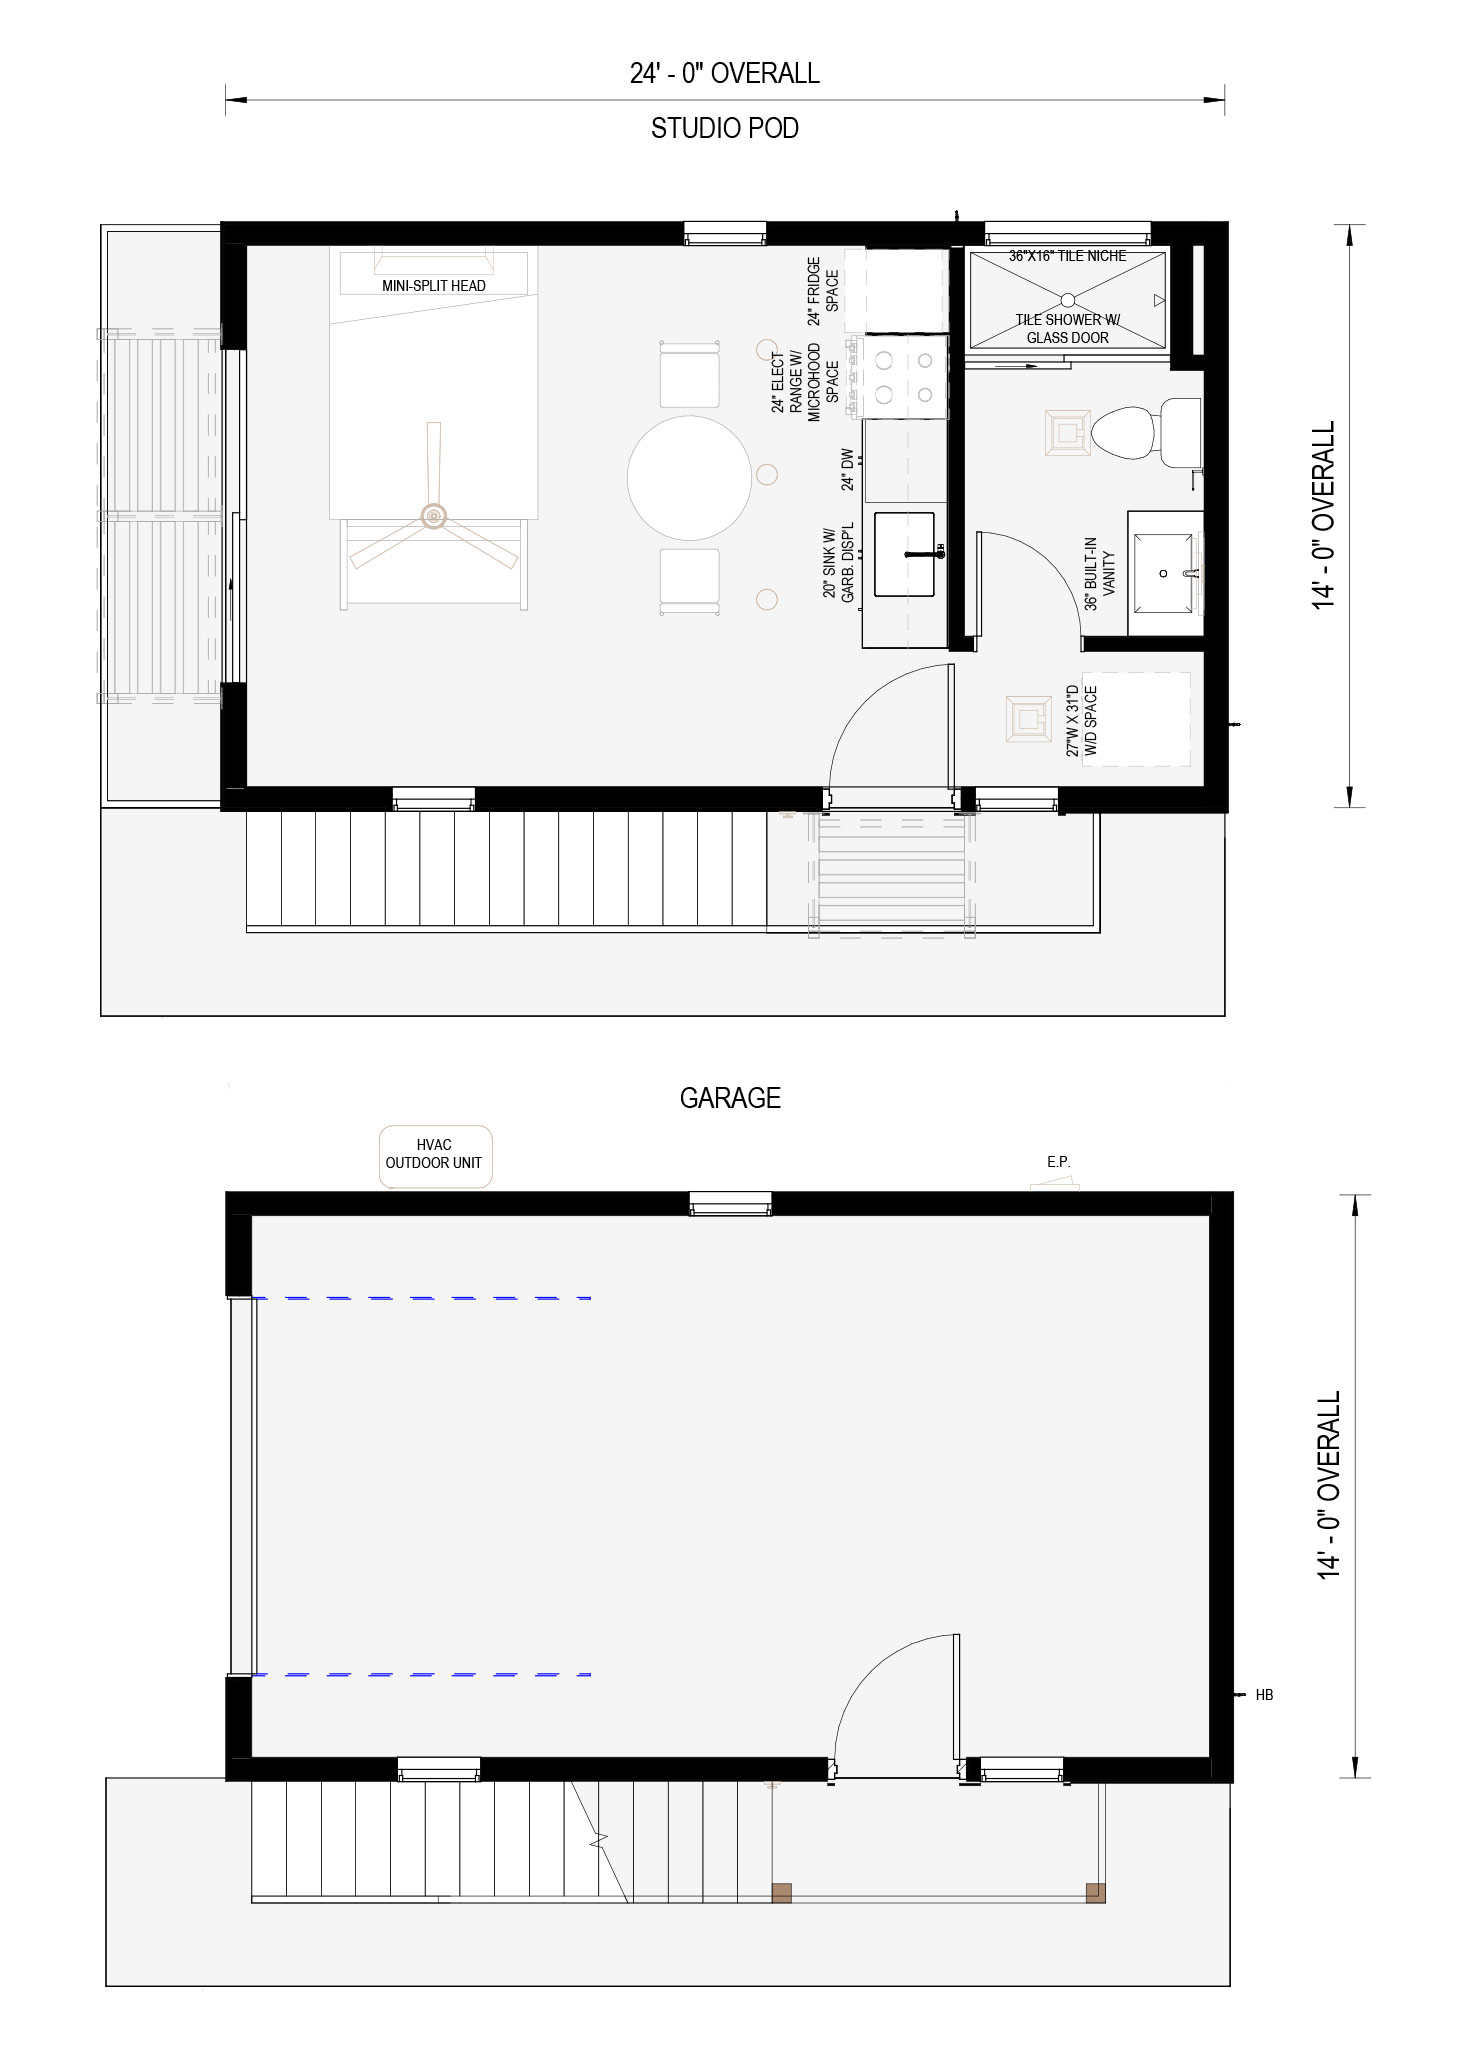 24' - 0" OVERALL
STUDIO POD
36"X16" TILE NICHE
MINI-SPLIT HEAD
24" FRIDGE
SPACE
TILE SHOWER W/
GLASS DOOR
24" ELECT
RANGE W/
MICROHOOD
SPACE
24" DW
14' - 0" OVERALL
20" SINK W/
GARB. DISP'L
36" BUILT-IN
VANITY
27"W X 31"D
W/D SPACE
GARAGE
HVAC
OUTDOOR UNIT
E.P.
14' - 0" OVERALL
HB